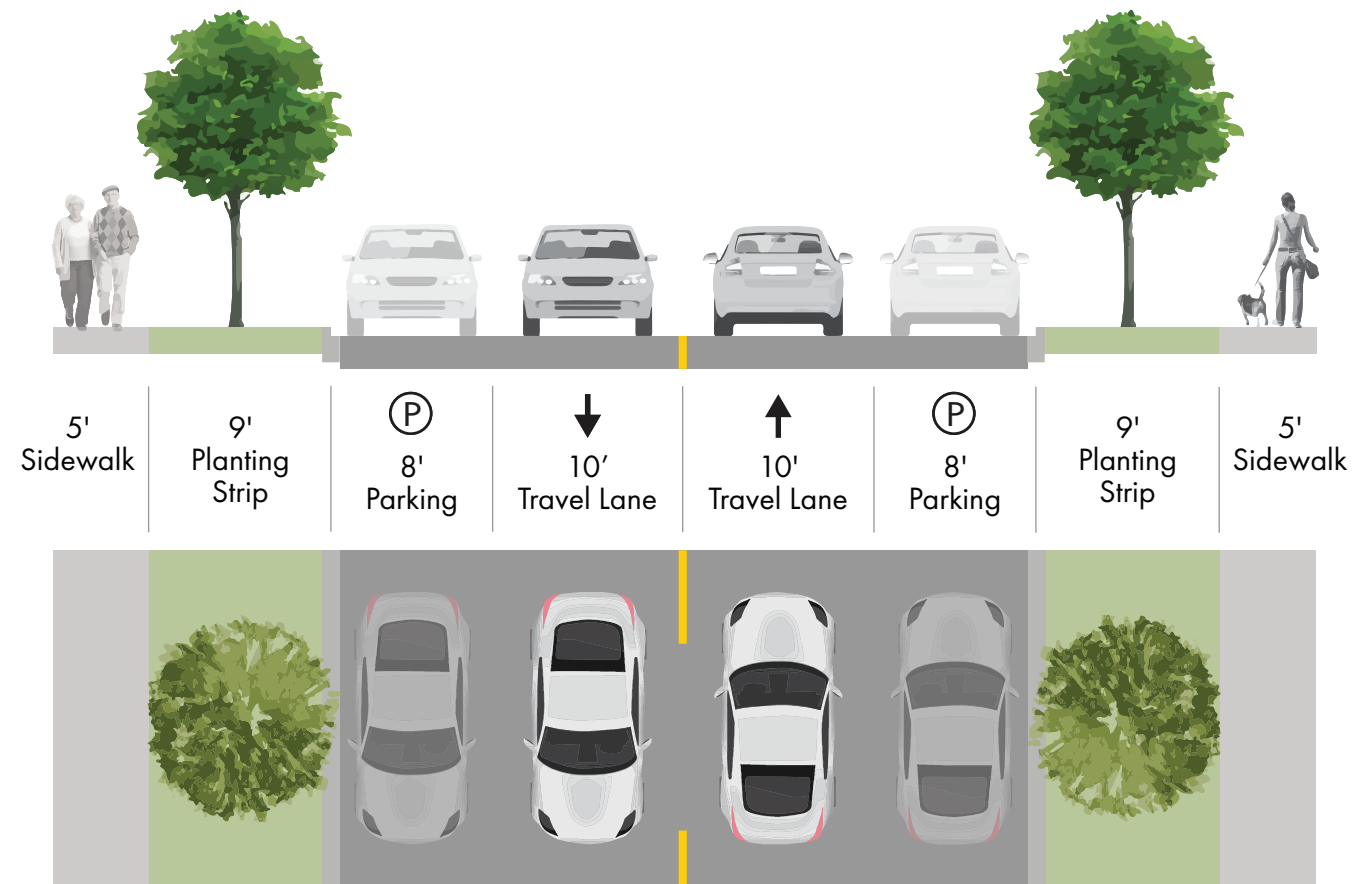 5'
Sidewalk
9'
Planting
Strip
P
8'
Parking
10’
Travel Lane
10'
Travel Lane
P
8'
Parking
9'
Planting
Strip
5'
Sidewalk